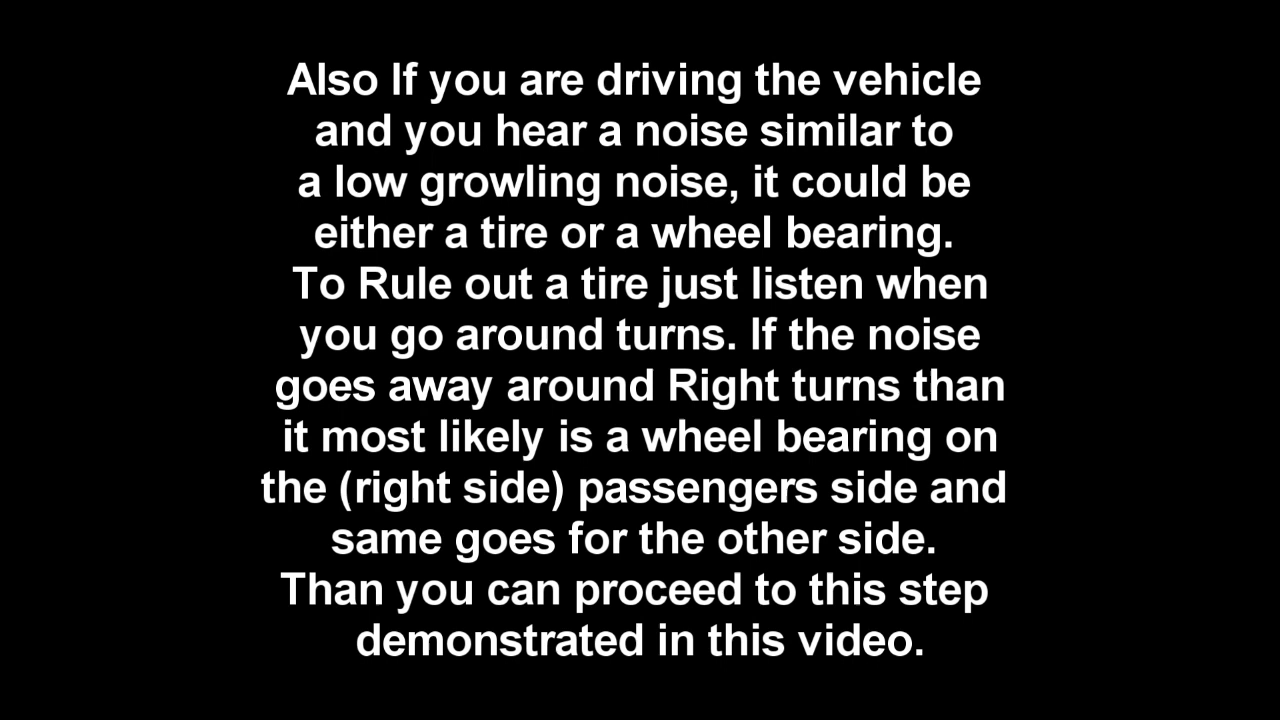 Also If you are driving the vehicle
and you hear a noise similar to
a low growling noise, it could be
either a tire or a wheel bearing.
To Rule out a tire just listen when
you go around turns. If the noise
goes away around Right turns than
it most likely is a wheel bearing on
the (right side) passengers side and
same goes for the other side.
Than you can proceed to this step
demonstrated in this video.